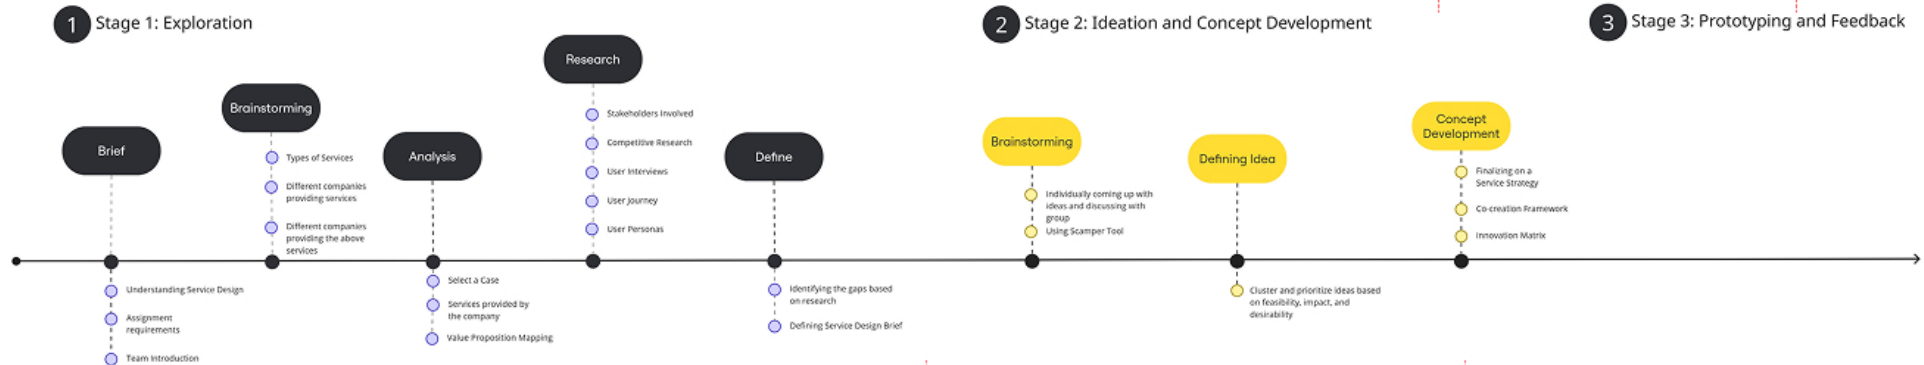 1 Stage 1: Exploration
Brief
Understanding Service Design
Assignment
requirements
Team Introduction
Brainstorming
Types of Services
Different companies
providing services
Different companies
providing the above
services
Analysis
Select a Case
Services provided by
the company
Value Proposition Mapping
Research
Stakeholders Involved
Competitive Research
User Interviews
User Journey
User Personas
Define
Identifying the gaps based
on research
Defining Service Design Brief
2 Stage 2: Ideation and Concept Development
Brainstorming
Individually coming up with
ideas and discussing with
group
Using Scamper Tool
Defining Idea
Cluster and prioritize ideas based
on feasibility, impact, and
desirability
Concept
Development
Finalizing on a
Service Strategy
Co-creation Framework
Innovation Matrix
3 Stage 3: Prototyping and Feedback